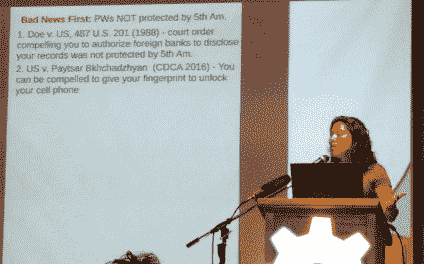 Bad News First: PWs NOT protected by 5th Am.
1. Doe v. US, 487 U.S. 201 (1988) - court order
compelling you to authorize foreign banks to disclose
your records was not protected by 5th Am.
2. US v. Paytsar Bkhchadzhyan (CDCA 2016) - You
can be compelled to give your fingerprint to unlock
your cell phone